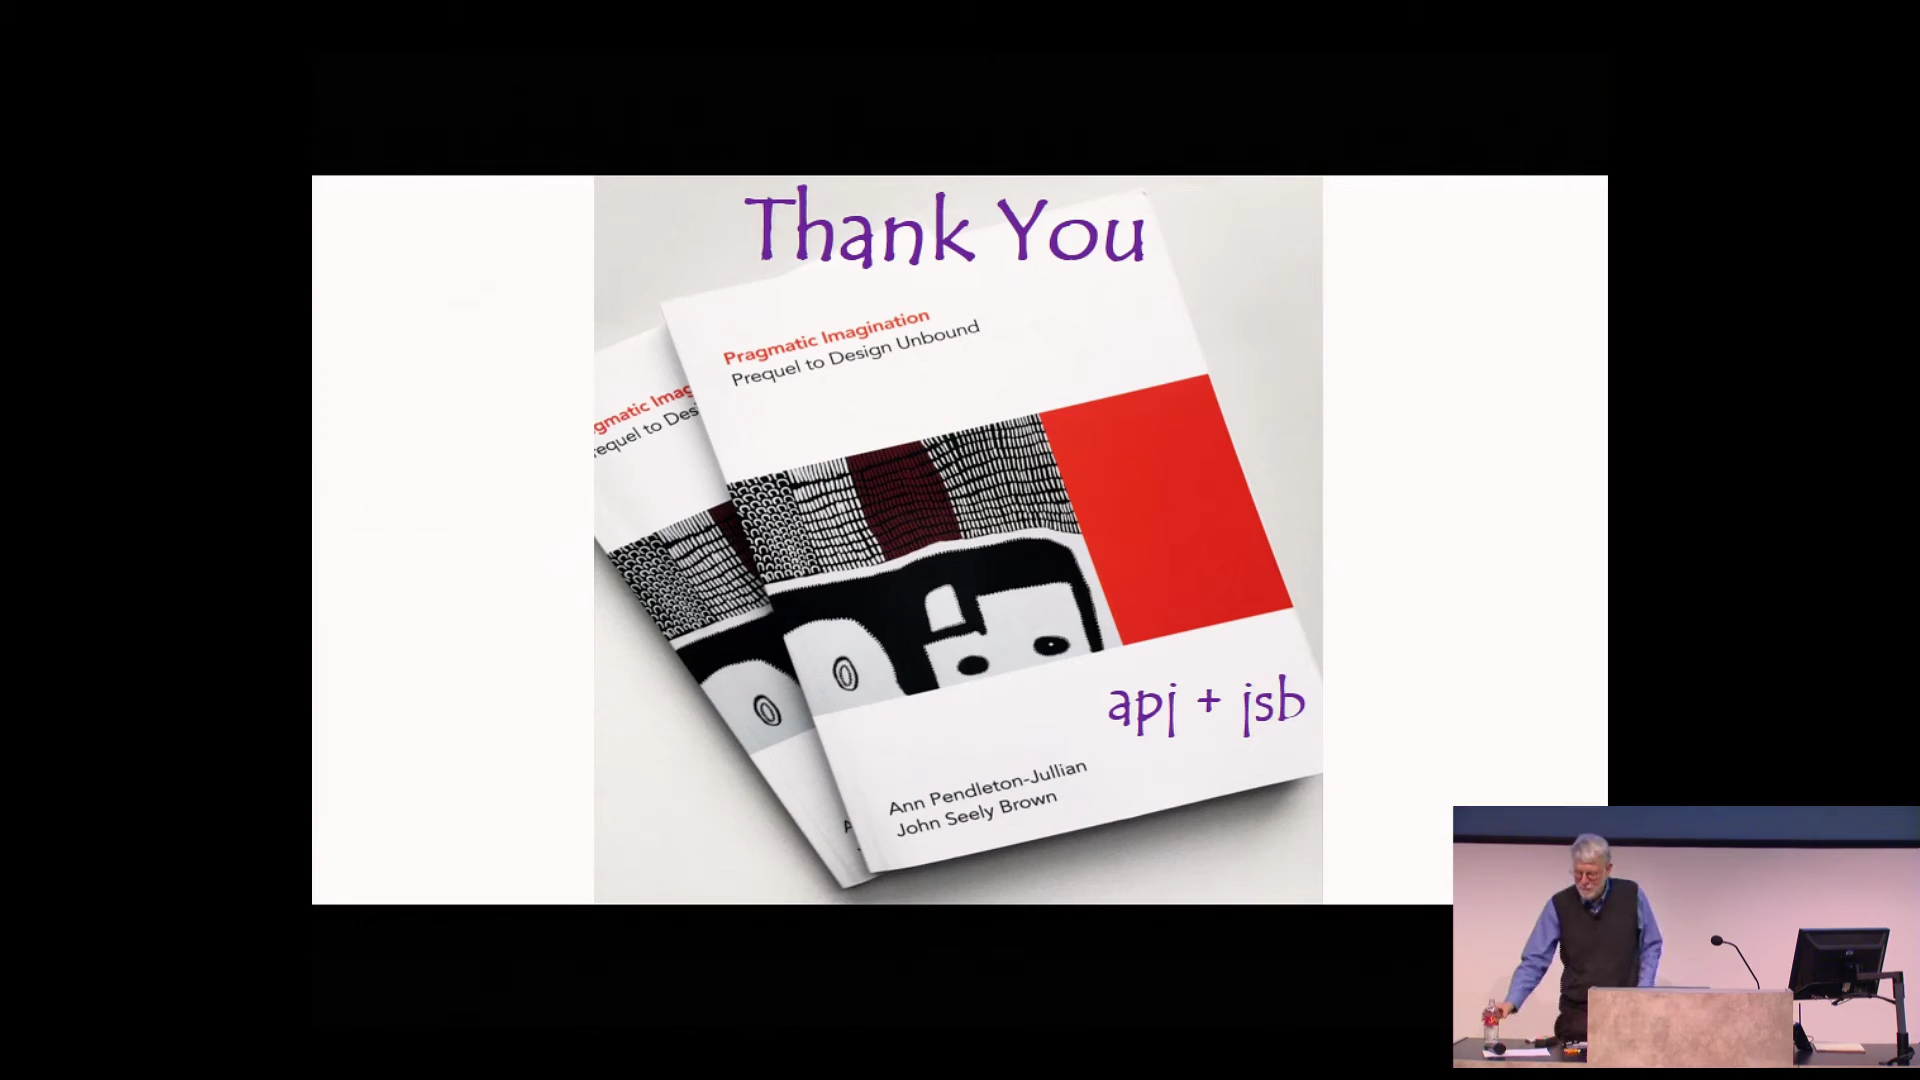 Thank You
Pragmatic Imagination
Prequel to Design Unbound
gmatic Imag
equel to Des
apj + jsb
Ann Pendleton-Jullian
John Seely Brown
A